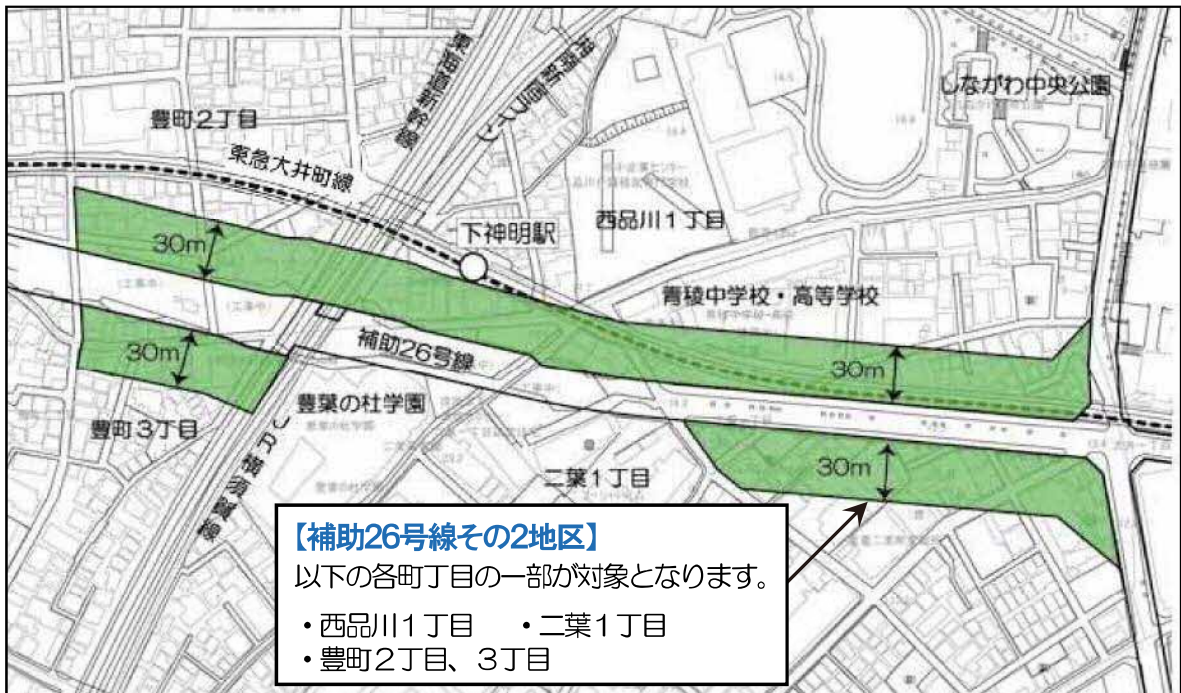 しながわ中央公園
豊町2丁目
東海道新幹線
東急大井町線
西品川1丁目
下神明駅
30m
青稜中学校・高等学校
補助26号線
30m
30m
豊葉の杜学園
豊町3丁目
JR横須賀線
二葉1丁目
30m
【補助26号線その2地区】
以下の各町丁目の一部が対象となります。
・西品川1丁目 ・二葉1丁目
・豊町2丁目、3丁目